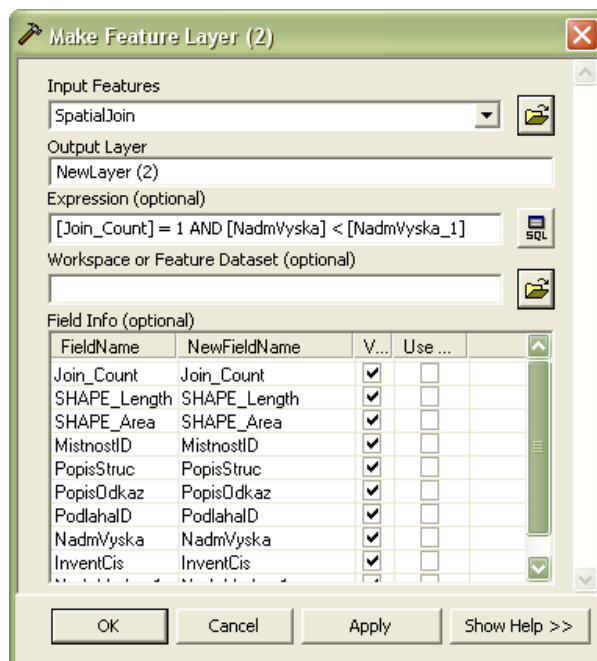 Make Feature Layer (2)
Input Features
SpatialJoin
Output Layer
NewLayer (2)
Expression (optional)
[Join_Count] = 1 AND [NadmVyska] < [NadmVyska_1]
SQL
Workspace or Feature Dataset (optional)
Field Info (optional)
FieldName NewFieldName V... Use ...
Join_Count Join_Count
SHAPE_Length SHAPE_Length
SHAPE_Area SHAPE_Area
MistnostID MistnostID
PopisStruc PopisStruc
PopisOdkaz PopisOdkaz
PodlahaID PodlahaID
NadmVyska NadmVyska
InventCis InventCis
OK Cancel Apply Show Help >>